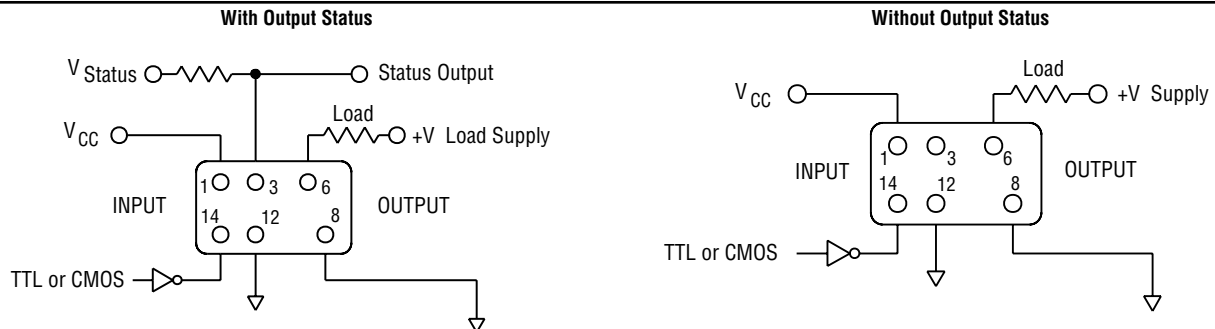 With Output Status
V Status
Status Output
V CC
Load
+V Load Supply
INPUT
1
3
6
14
12
8
OUTPUT
TTL or CMOS
Without Output Status
V CC
Load
+V Supply
INPUT
1
3
6
14
12
8
OUTPUT
TTL or CMOS